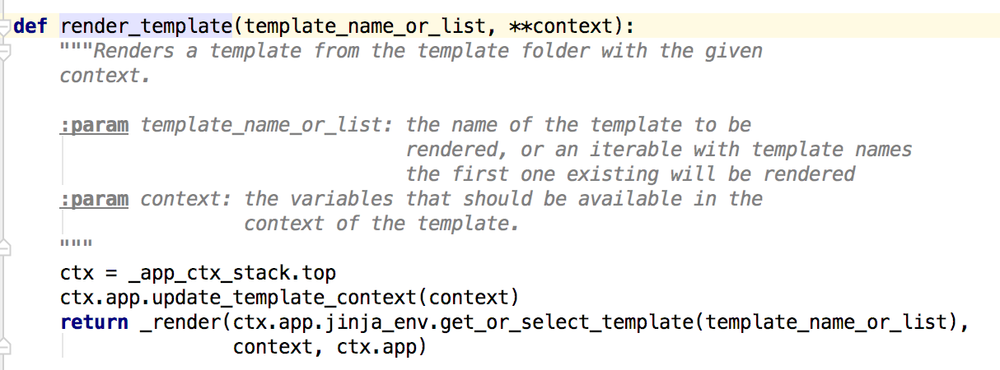 def render_template(template_name_or_list, **context):
    """Renders a template from the template folder with the given
    context.

    :param template_name_or_list: the name of the template to be
                                  rendered, or an iterable with template names
                                  the first one existing will be rendered
    :param context: the variables that should be available in the
                    context of the template.
    """
    ctx = _app_ctx_stack.top
    ctx.app.update_template_context(context)
    return _render(ctx.app.jinja_env.get_or_select_template(template_name_or_list),
                   context, ctx.app)